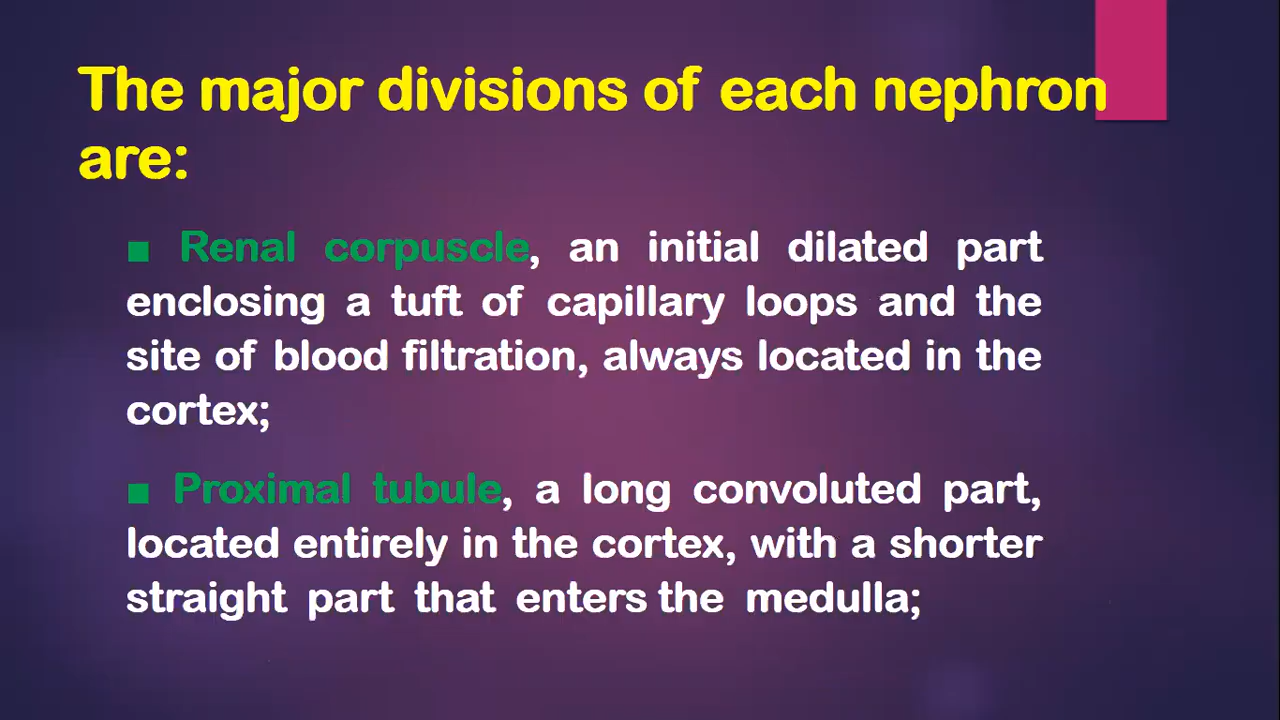 The major divisions of each nephron
are:
■ Renal corpuscle, an initial dilated part
enclosing a tuft of capillary loops and the
site of blood filtration, always located in the
cortex;
■ Proximal tubule, a long convoluted part,
located entirely in the cortex, with a shorter
straight part that enters the medulla;